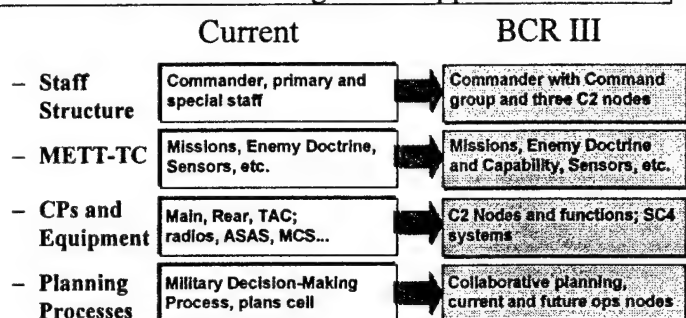 Current BCR III
– Staff Structure
Commander, primary and
special staff
Commander with Command
group and three C2 nodes
– METT-TC
Missions, Enemy Doctrine,
Sensors, etc.
Missions, Enemy Doctrine
and Capability, Sensors, etc.
– CPs and
Equipment
Main, Rear, TAC;
radios, ASAS, MCS...
C2 Nodes and functions; SC4
systems
– Planning
Processes
Military Decision-Making
Process, plans cell
Collaborative planning,
current and future ops nodes